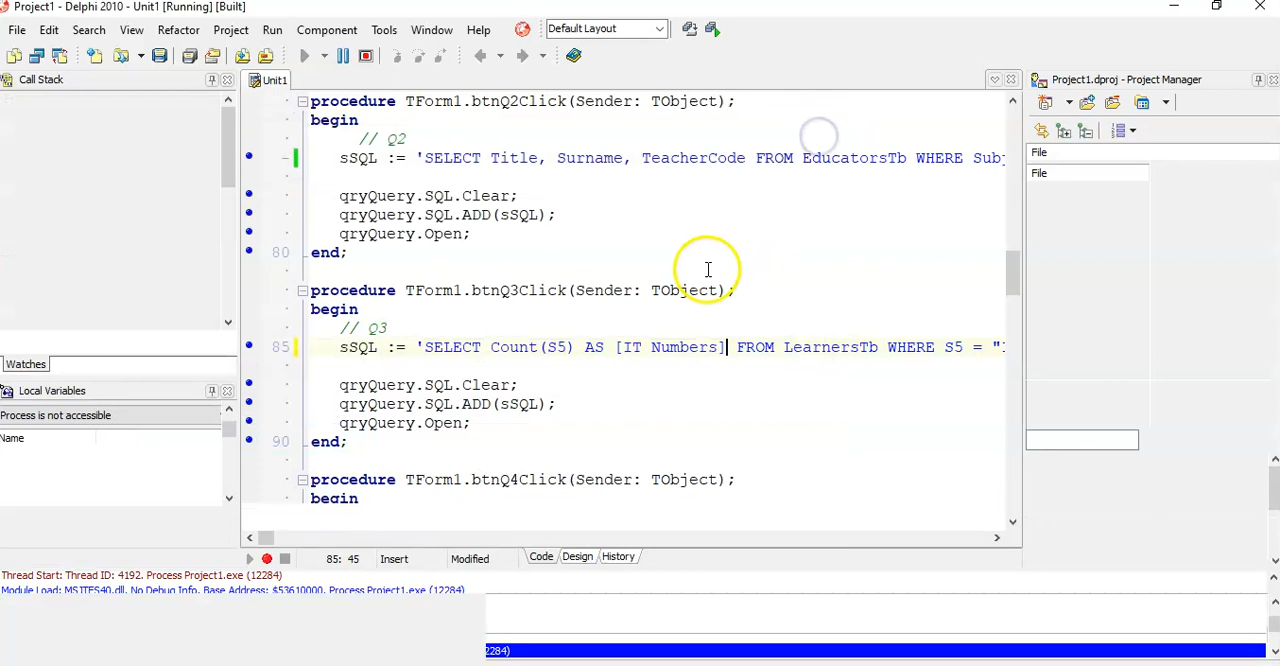 Project1 - Delphi 2010 - Unit1 [Running] [Built]
File Edit Search View Refactor Project Run Component Tools Window Help Default Layout
Call Stack
Unit1
Project1.dproj - Project Manager
File
File
procedure TForm1.btnQ2Click(Sender: TObject);
begin
// Q2
sSQL := 'SELECT Title, Surname, TeacherCode FROM EducatorsTb WHERE Subj
qryQuery.SQL.Clear;
qryQuery.SQL.ADD(sSQL);
qryQuery.Open;
80 end;
procedure TForm1.btnQ3Click(Sender: TObject);
begin
// Q3
85 sSQL := 'SELECT Count(S5) AS [IT Numbers] FROM LearnersTb WHERE S5 = "
qryQuery.SQL.Clear;
qryQuery.SQL.ADD(sSQL);
qryQuery.Open;
90 end;
procedure TForm1.btnQ4Click(Sender: TObject);
begin
Watches
Local Variables
Process is not accessible
Name
85: 45 Insert Modified Code Design History
Thread Start: Thread ID: 4192. Process Project1.exe (12284)
Module Load: MSJTES40.dll. No Debug Info. Base Address: $53610000. Process Project1.exe (12284)
2284)